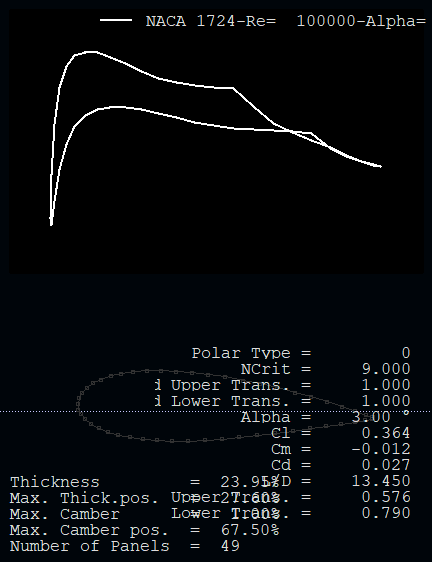 NACA 1724-Re=  100000-Alpha=
Polar Type =         0
NCrit =     9.000
i Upper Trans. =     1.000
i Lower Trans. =     1.000
Alpha =    3.00 °
Cl =     0.364
Cm =    -0.012
Cd =     0.027
L/D =    13.450
Thickness         =  23.95%
Upper Trans. =     0.576
Max. Thick.pos.   =  27.60%
Lower Trans. =     0.790
Max. Camber       =
Max. Camber pos.  =  67.50%
Number of Panels  =  49